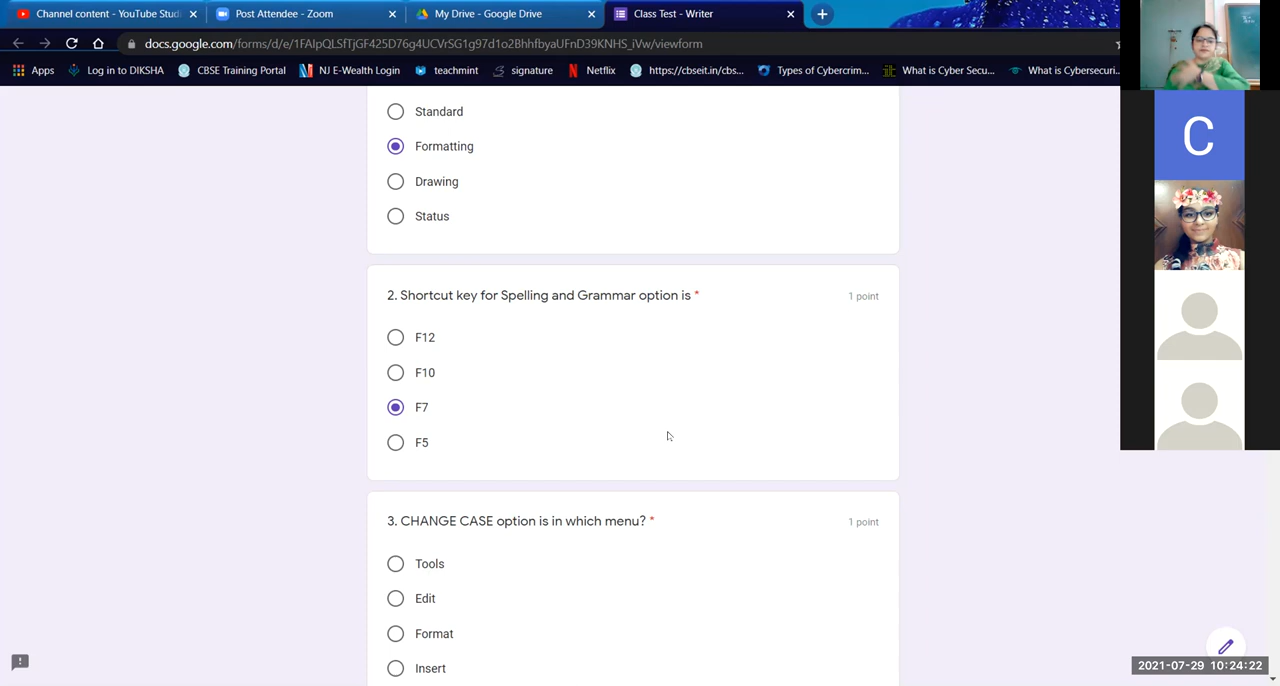 Channel content - YouTube Studi
Post Attendee - Zoom
My Drive - Google Drive
Class Test - Writer
docs.google.com/forms/d/e/1FAIpQLSfTjGF425D76g4UCVrSG1g97d1o2BhhfbyaUFnD39KNHS_iVw/viewform
Apps
Log in to DIKSHA
CBSE Training Portal
NJ E-Wealth Login
teachmint
signature
Netflix
https://cbseit.in/cbs...
Types of Cybercrim...
What is Cyber Secu...
What is Cybersecuri...
Standard
Formatting
Drawing
Status
2. Shortcut key for Spelling and Grammar option is *
1 point
F12
F10
F7
F5
3. CHANGE CASE option is in which menu? *
1 point
Tools
Edit
Format
Insert
C
2021-07-29 10:24:22